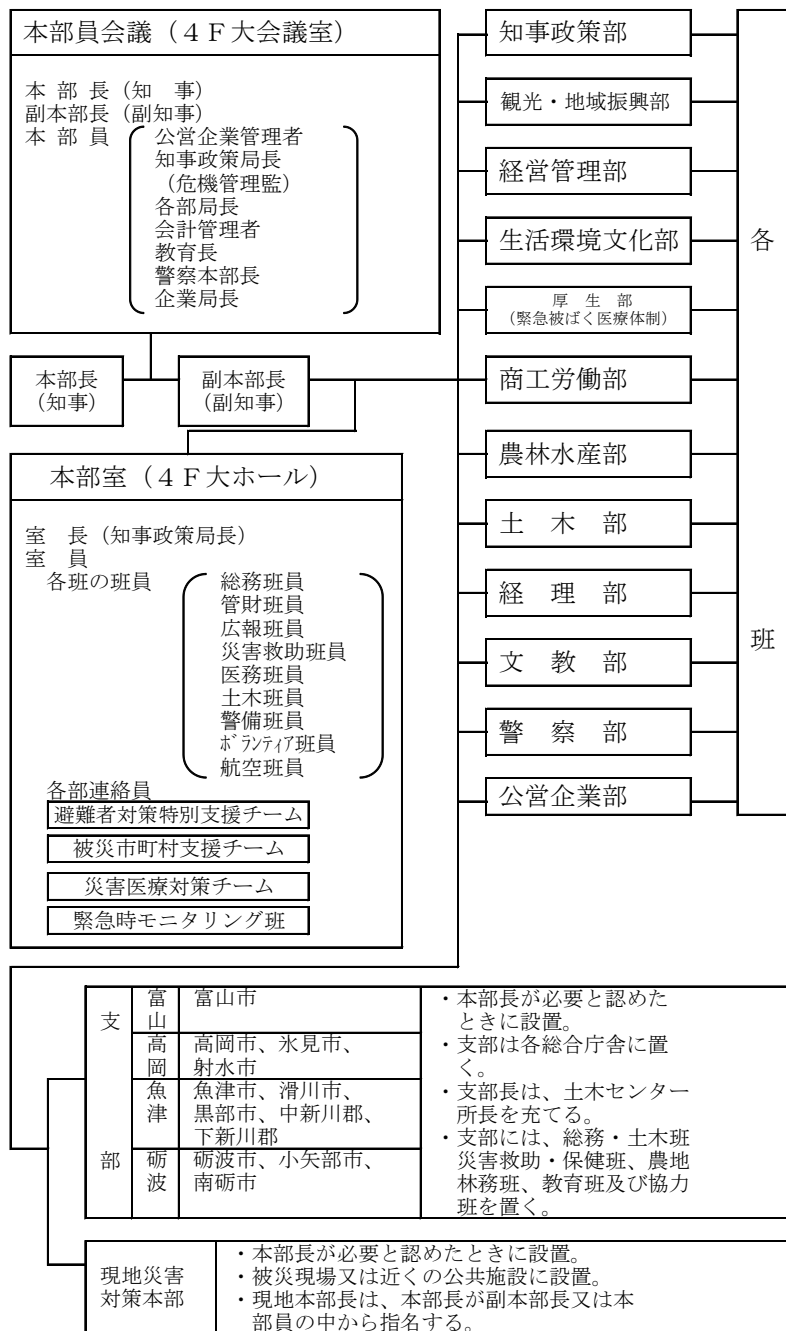 本部員会議（４Ｆ大会議室）
本 部 長（知　事）
副本部長（副知事）
本 部 員
公営企業管理者
知事政策局長
（危機管理監）
各部局長
会計管理者
教育長
警察本部長
企業局長
本部長
（知事）
副本部長
（副知事）
本部室（４Ｆ大ホール）
室　長（知事政策局長）
室　員
各班の班員
総務班員
管財班員
広報班員
災害救助班員
医務班員
土木班員
警備班員
ﾎﾞﾗﾝﾃｨｱ班員
航空班員
各部連絡員
避難者対策特別支援チーム
被災市町村支援チーム
災害医療対策チーム
緊急時モニタリング班
知事政策部
観光・地域振興部
経営管理部
生活環境文化部
厚　生　部
（緊急被ばく医療体制）
商工労働部
農林水産部
土　木　部
経　理　部
文　教　部
警　察　部
公営企業部
各
班
支
部
富
山
富山市
高
岡
高岡市、氷見市、
射水市
魚
津
魚津市、滑川市、
黒部市、中新川郡、
下新川郡
砺
波
砺波市、小矢部市、
南砺市
・本部長が必要と認めた
ときに設置。
・支部は各総合庁舎に置
く。
・支部長は、土木センター
所長を充てる。
・支部には、総務・土木班
災害救助・保健班、農地
林務班、教育班及び協力
班を置く。
現地災害
対策本部
・本部長が必要と認めたときに設置。
・被災現場又は近くの公共施設に設置。
・現地本部長は、本部長が副本部長又は本
部員の中から指名する。